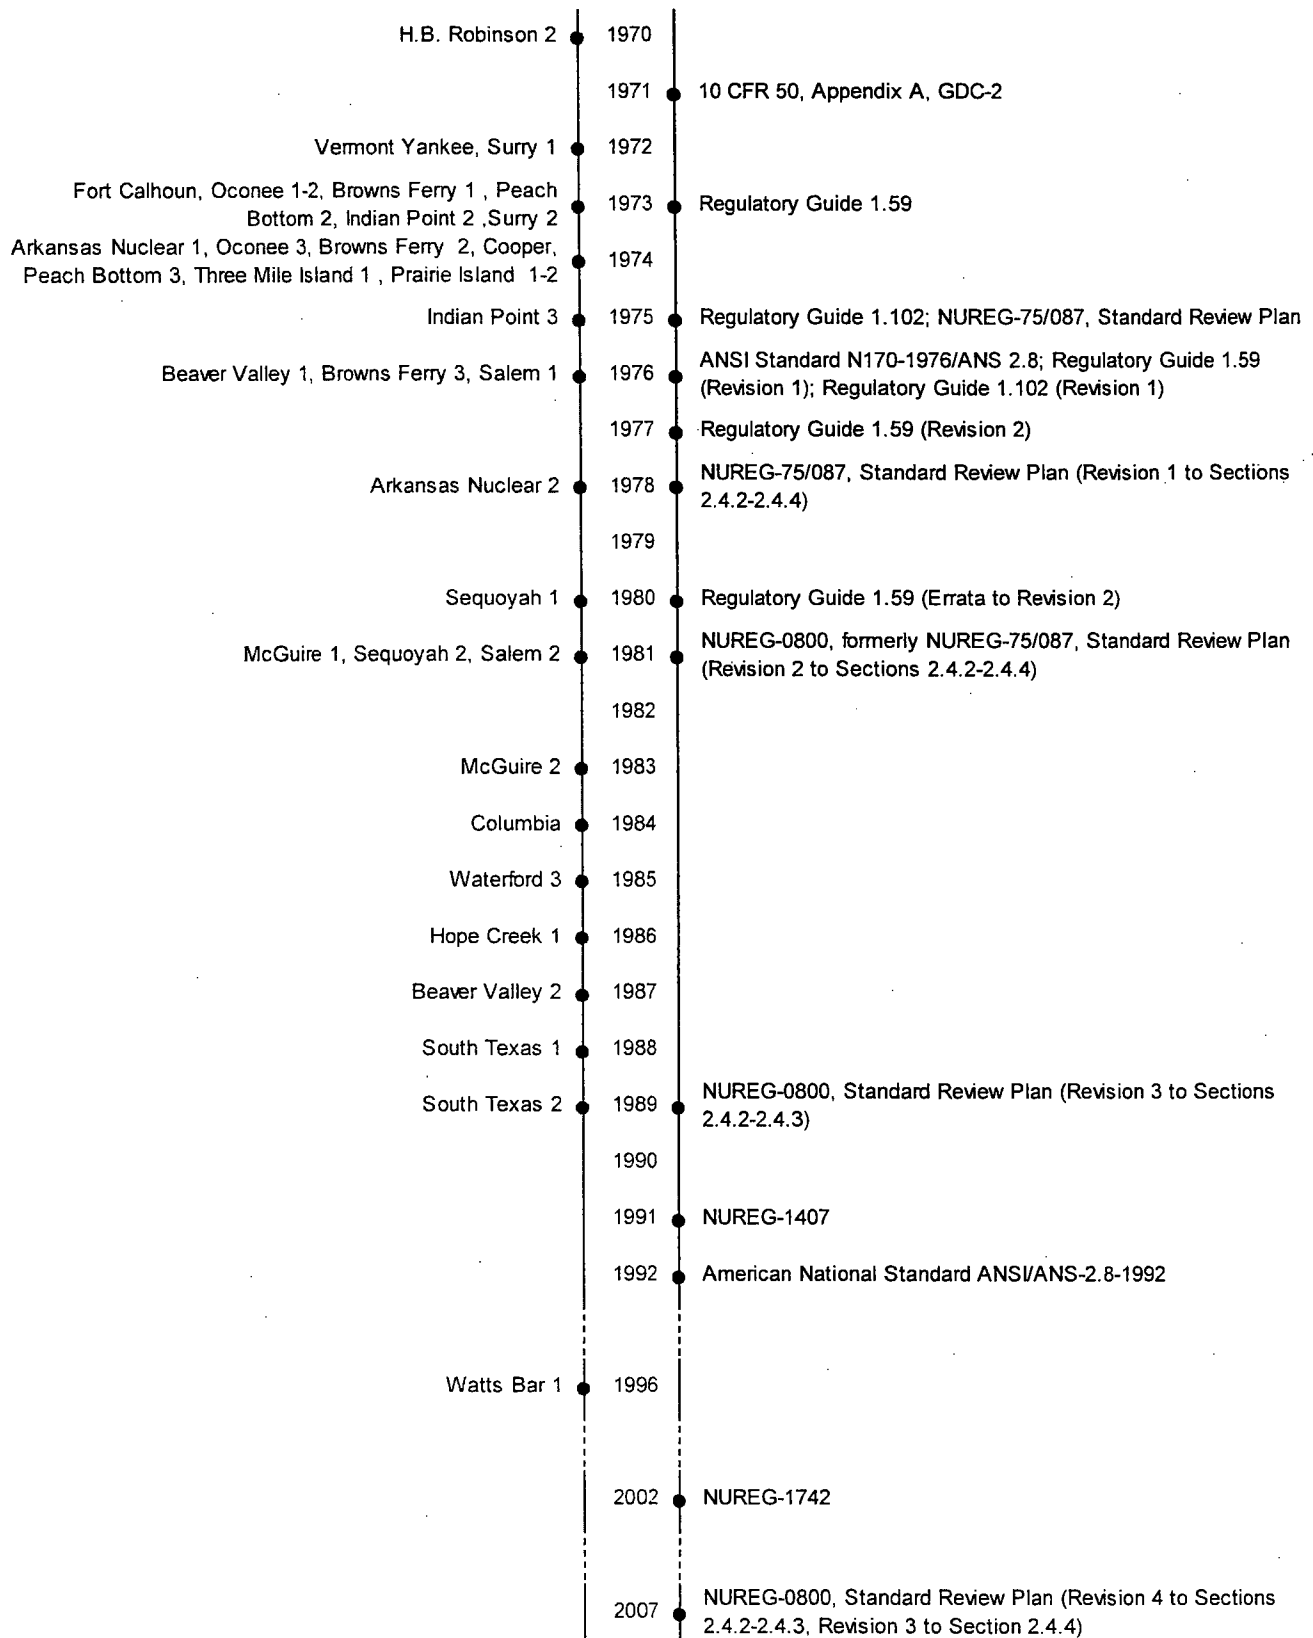 H.B. Robinson 2 1970
1971 10 CFR 50, Appendix A, GDC-2
Vermont Yankee, Surry 1 1972
Fort Calhoun, Oconee 1-2, Browns Ferry 1 , Peach
Bottom 2, Indian Point 2 ,Surry 2
1973 Regulatory Guide 1.59
Arkansas Nuclear 1, Oconee 3, Browns Ferry 2, Cooper,
Peach Bottom 3, Three Mile Island 1 , Prairie Island 1-2
1974
Indian Point 3 1975 Regulatory Guide 1.102; NUREG-75/087, Standard Review Plan
Beaver Valley 1, Browns Ferry 3, Salem 1 1976
ANSI Standard N170-1976/ANS 2.8; Regulatory Guide 1.59
(Revision 1); Regulatory Guide 1.102 (Revision 1)
1977 Regulatory Guide 1.59 (Revision 2)
Arkansas Nuclear 2 1978
NUREG-75/087, Standard Review Plan (Revision 1 to Sections
2.4.2-2.4.4)
1979
Sequoyah 1 1980 Regulatory Guide 1.59 (Errata to Revision 2)
McGuire 1, Sequoyah 2, Salem 2 1981
NUREG-0800, formerly NUREG-75/087, Standard Review Plan
(Revision 2 to Sections 2.4.2-2.4.4)
1982
McGuire 2 1983
Columbia 1984
Waterford 3 1985
Hope Creek 1 1986
Beaver Valley 2 1987
South Texas 1 1988
South Texas 2 1989
NUREG-0800, Standard Review Plan (Revision 3 to Sections
2.4.2-2.4.3)
1990
1991 NUREG-1407
1992 American National Standard ANSI/ANS-2.8-1992
Watts Bar 1 1996
2002 NUREG-1742
2007
NUREG-0800, Standard Review Plan (Revision 4 to Sections
2.4.2-2.4.3, Revision 3 to Section 2.4.4)